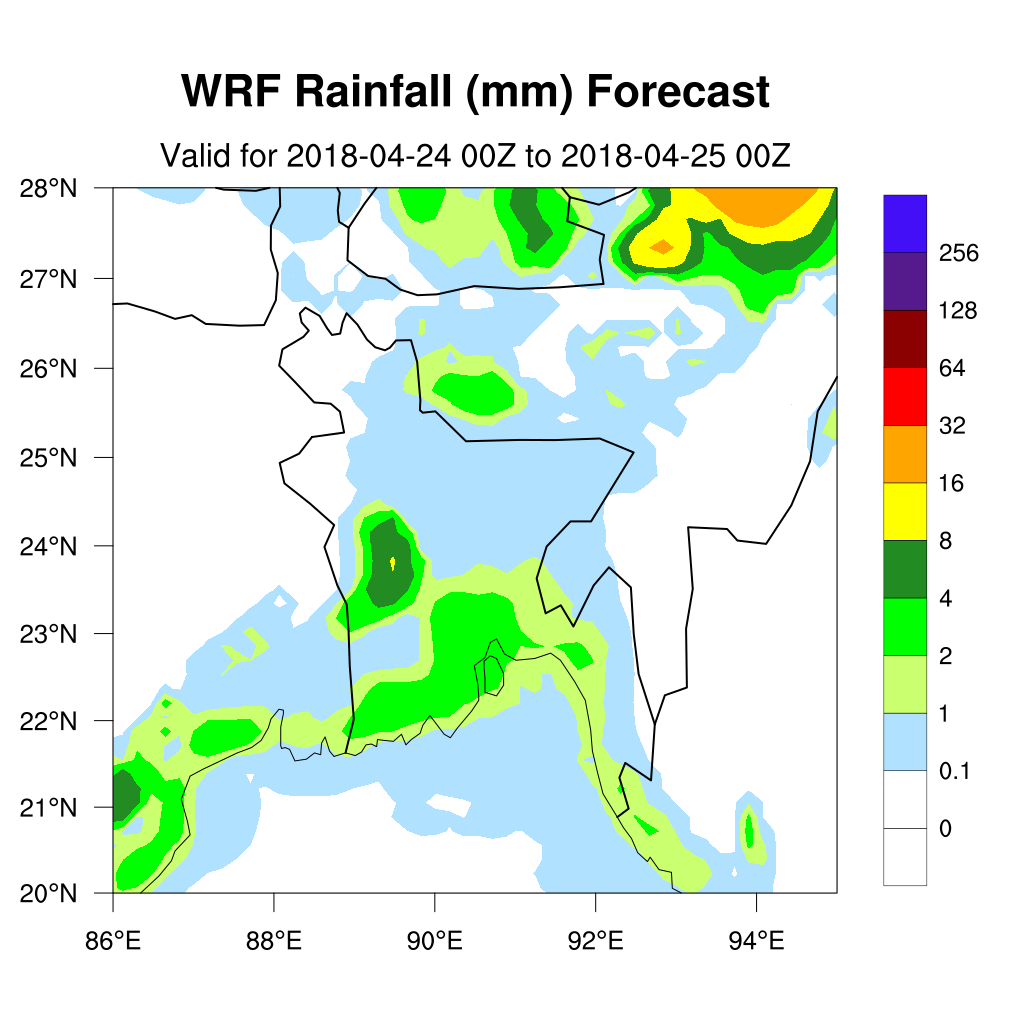 WRF Rainfall (mm) Forecast
Valid for 2018-04-24 00Z to 2018-04-25 00Z
28°N
27°N
26°N
25°N
24°N
23°N
22°N
21°N
20°N
86°E
88°E
90°E
92°E
94°E
256
128
64
32
16
8
4
2
1
0.1
0